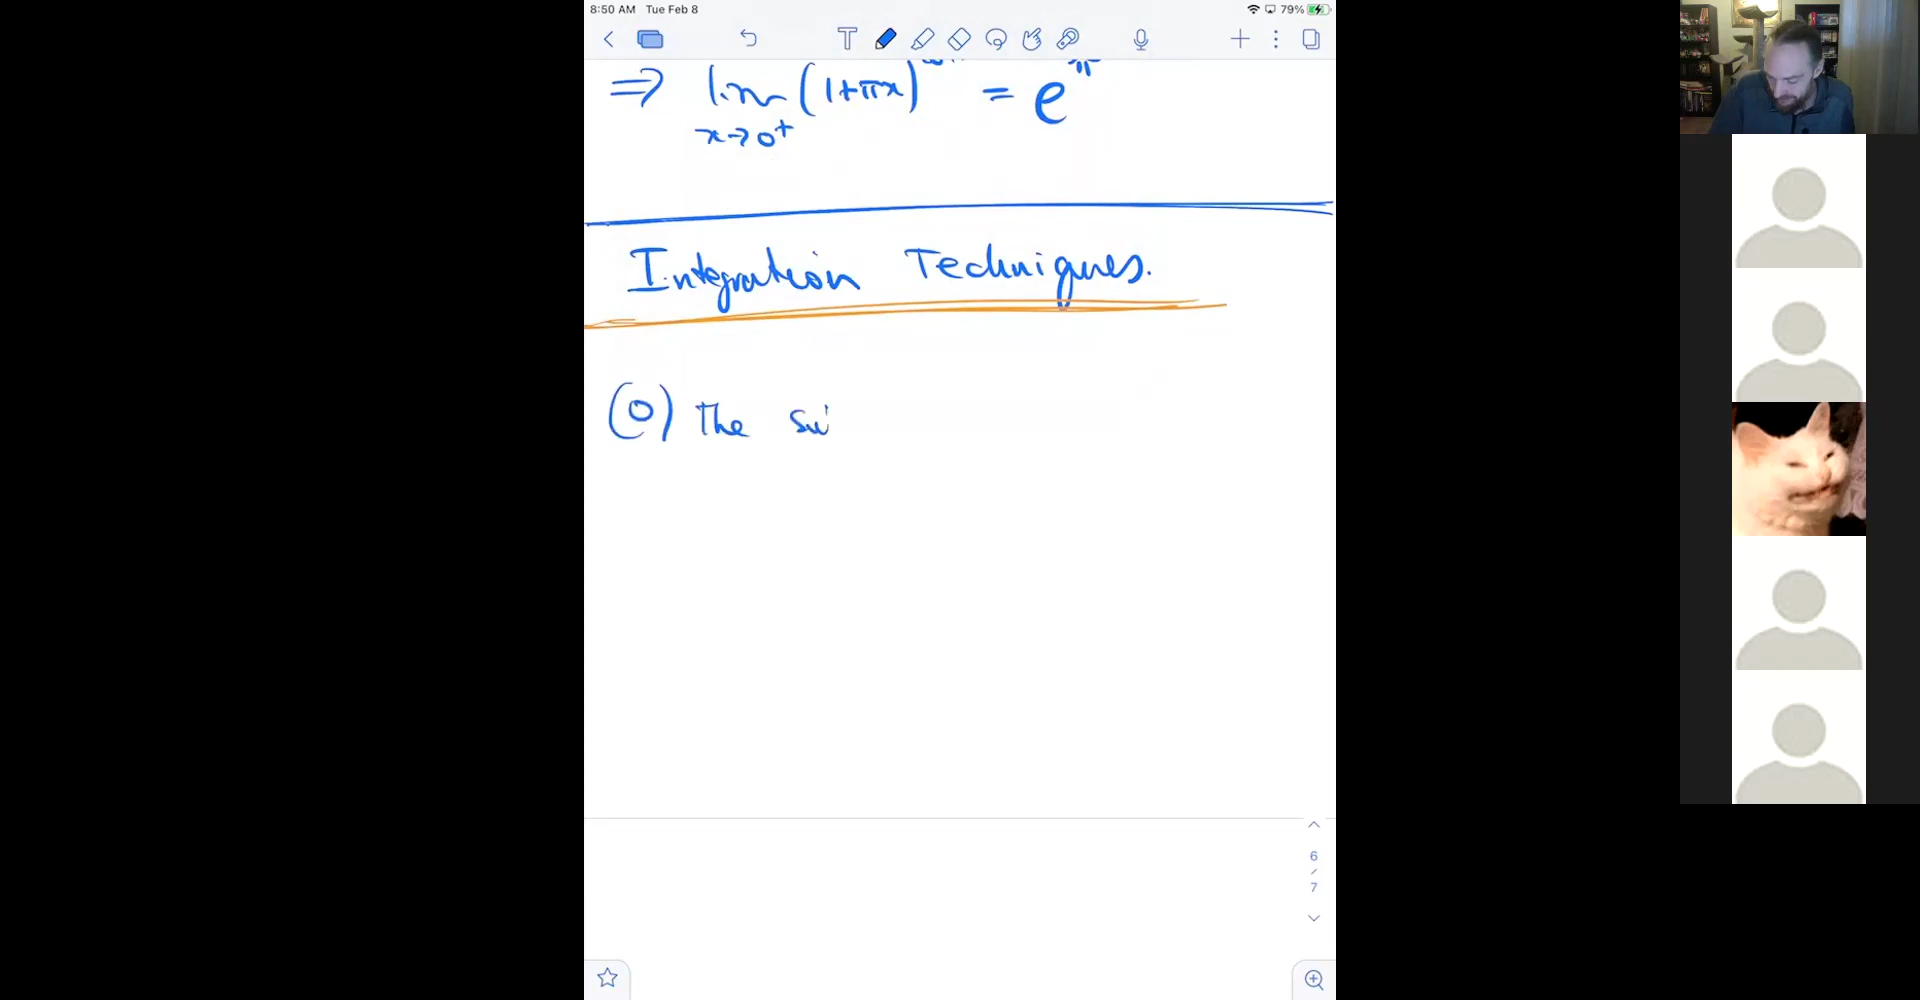 8:50 AM Tue Feb 8 79%
⇒ lim (1+πx) = e^π
x→0⁺
Integration Techniques.
(0) The
6
/
7